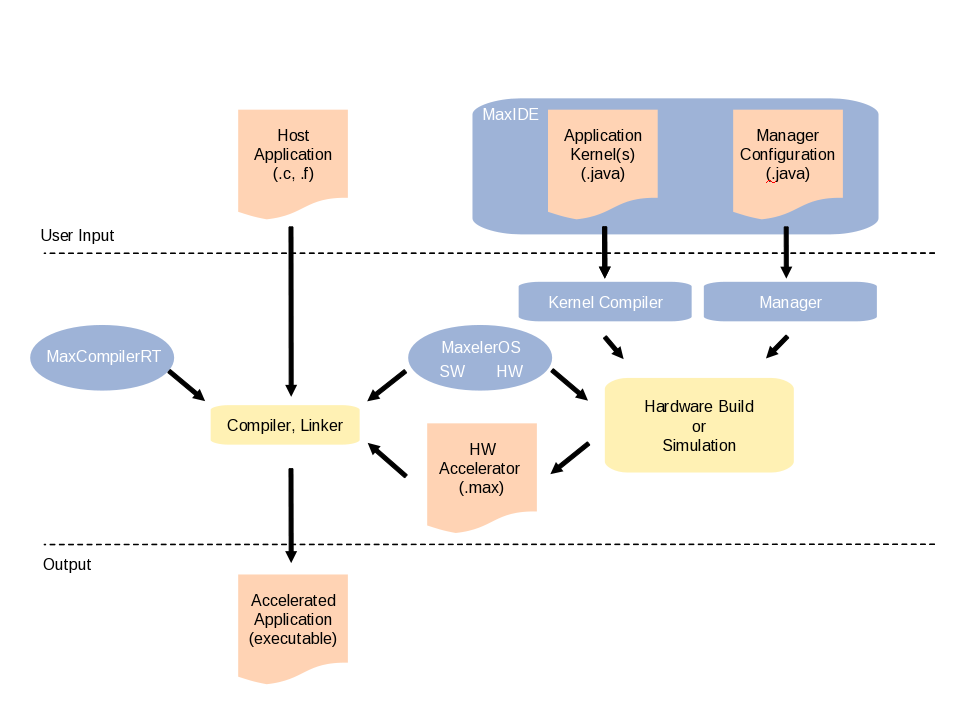 MaxIDE
Host
Application
(.c, .f)
Application
Kernel(s)
(.java)
Manager
Configuration
(.java)
User Input
Kernel Compiler
Manager
MaxCompilerRT
MaxelerOS
SW HW
Compiler, Linker
Hardware Build
or
Simulation
HW
Accelerator
(.max)
Output
Accelerated
Application
(executable)